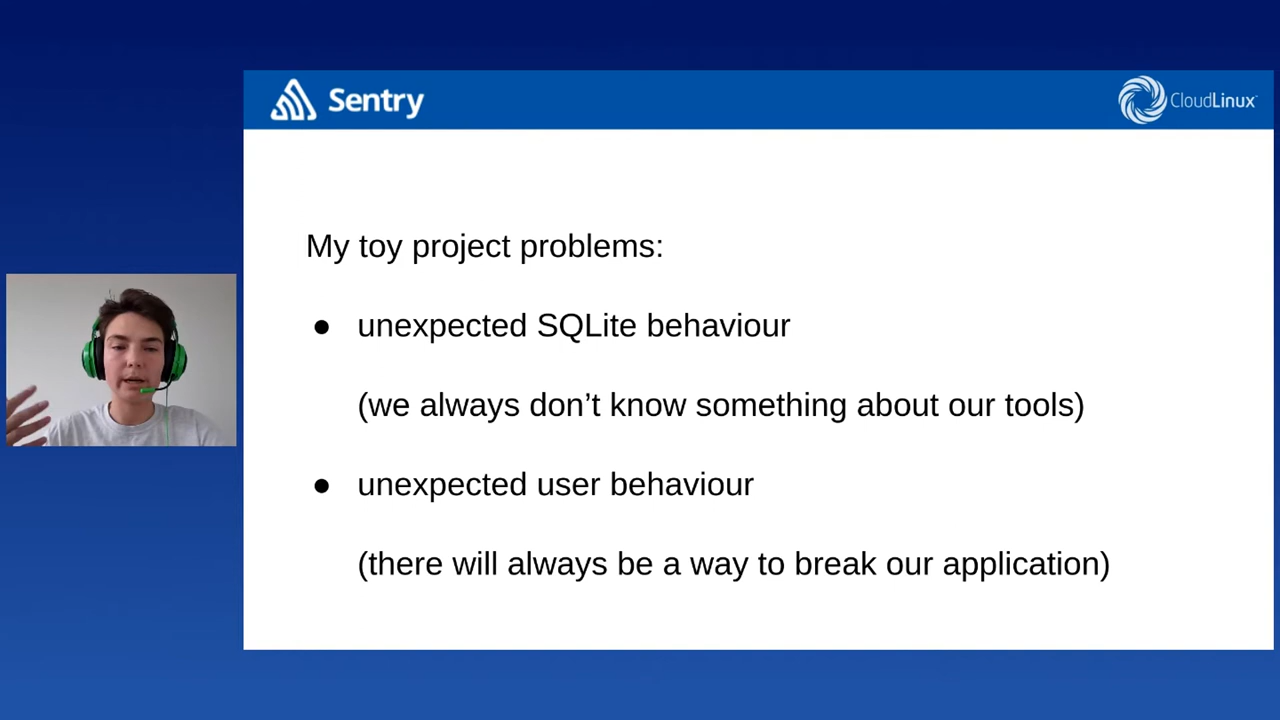 Sentry
CloudLinux
My toy project problems:
● unexpected SQLite behaviour
(we always don’t know something about our tools)
● unexpected user behaviour
(there will always be a way to break our application)